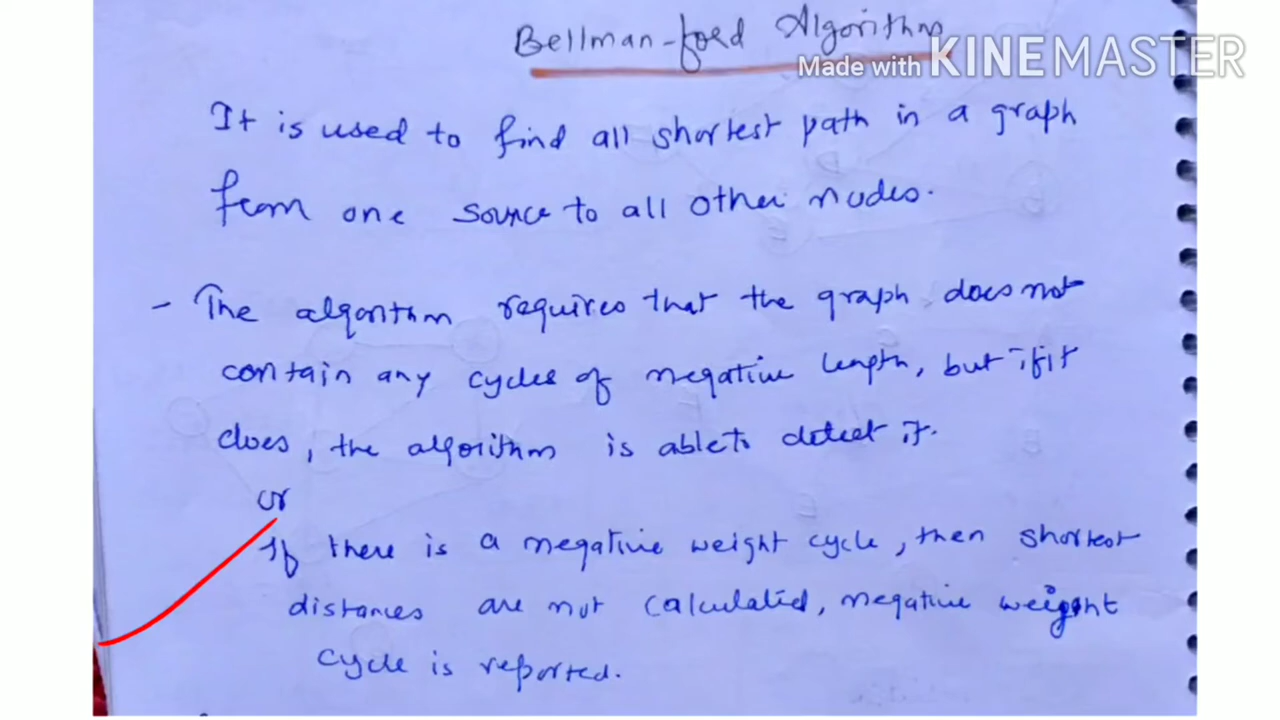 Bellman-ford Algorithm
Made with KINEMASTER
It is used to find all shortest path in a graph
from one source to all other nodes.
- The algorithm requires that the graph does not
contain any cycles of negative length, but if it
does, the algorithm is able to detect it.
or
If there is a negative weight cycle, then shortest
distances are not calculated, negative weight
cycle is reported.